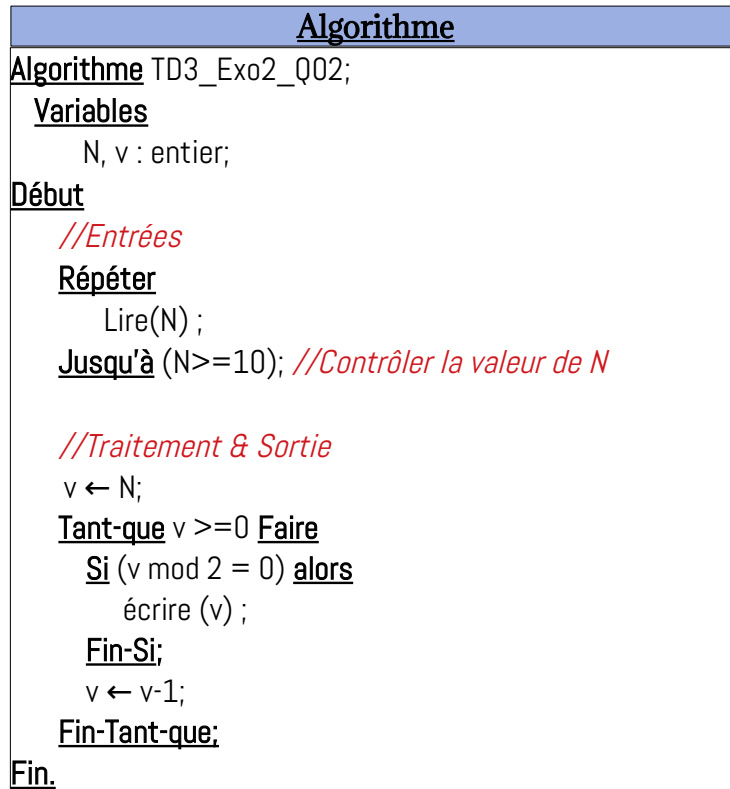 Algorithme
Algorithme TD3_Exo2_Q02;
Variables
N, v : entier;
Début
//Entrées
Répéter
Lire(N) ;
Jusqu'à (N>=10); //Contrôler la valeur de N
//Traitement & Sortie
v ← N;
Tant-que v >=0 Faire
Si (v mod 2 = 0) alors
écrire (v) ;
Fin-Si;
v ← v-1;
Fin-Tant-que;
Fin.